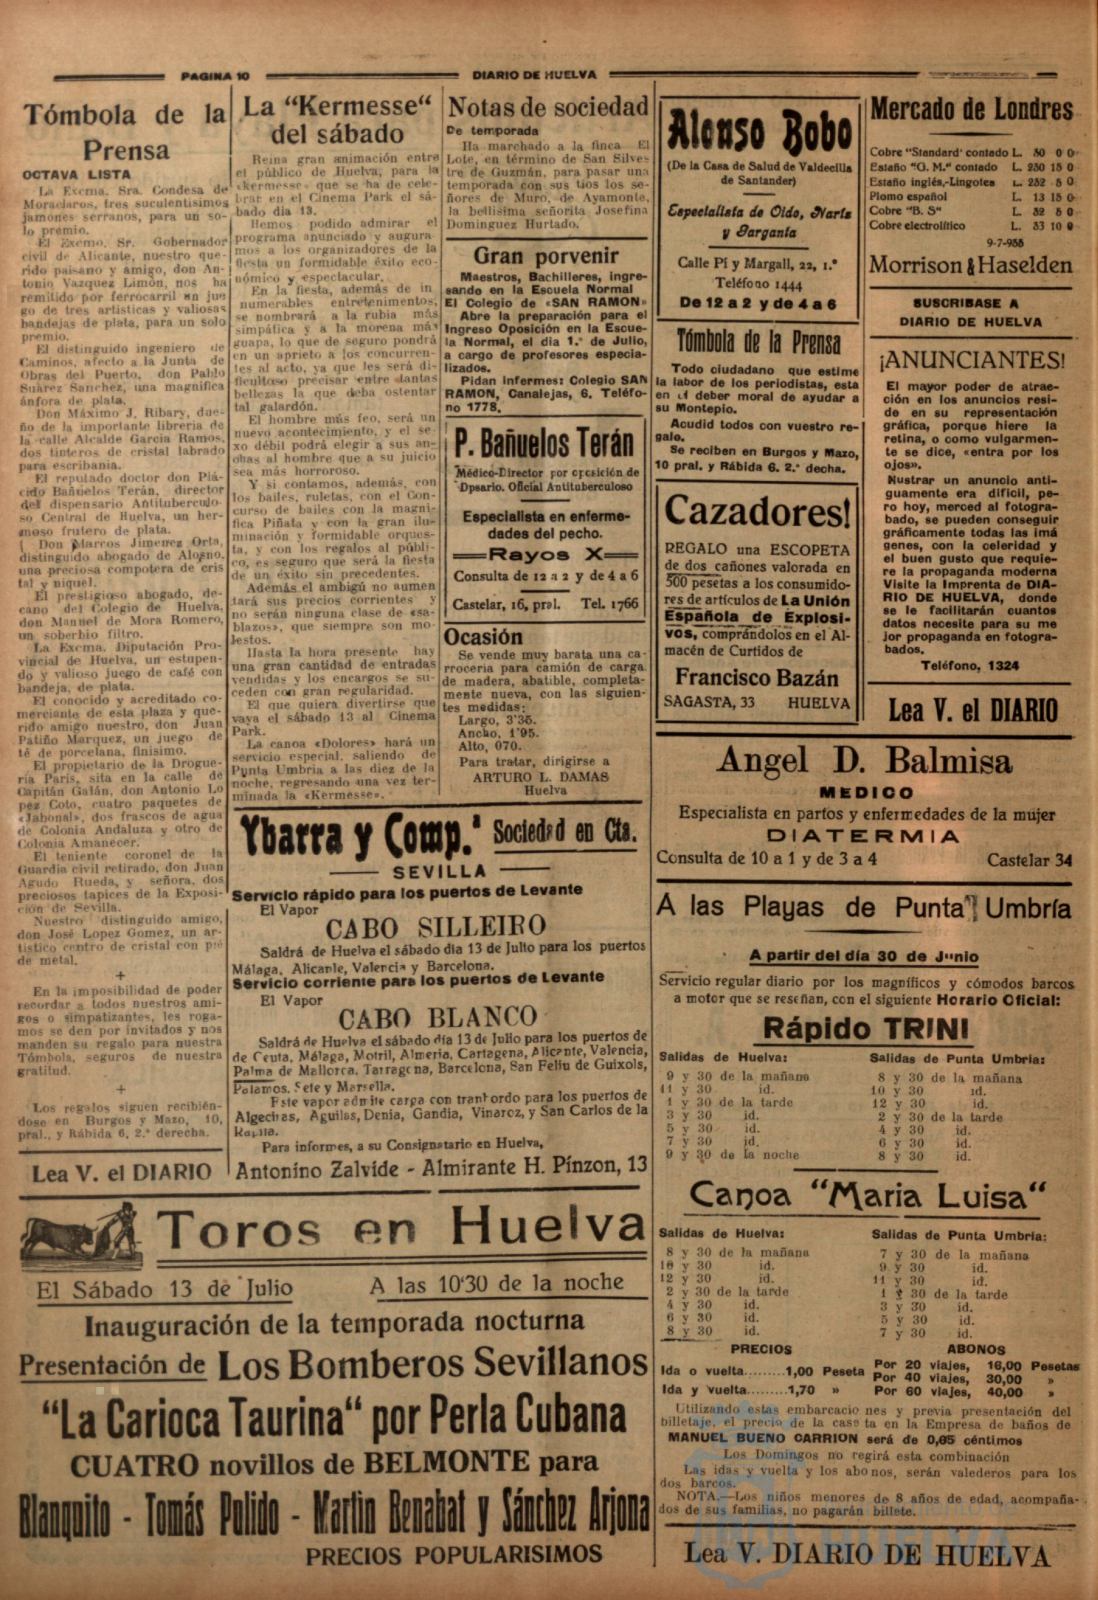 PAGINA 10
DIARIO DE HUELVA
Tómbola de la
Prensa
OCTAVA LISTA
La Excma. Sra. Condesa de
Moraclaros, tres suculentísimos
jamones serranos, para un so-
lo premio.
El Excmo. Sr. Gobernador
civil de Alicante, nuestro que-
rido paisano y amigo, don An-
tonio Vazquez Limón, nos ha
remitido por ferrocarril un jue
go de tres artísticas y valiosas
bandejas de plata, para un solo
premio.
El distinguido ingeniero de
Caminos, afecto a la Junta de
Obras del Puerto, don Pablo
Suárez Sanchez, una magnífica
ánfora de plata.
Don Máximo J. Ribary, due-
ño de la importante libreria de
la calle Alcalde Garcia Ramos,
dos tinteros de cristal labrado
para escribania.
El reputado doctor don Plá-
cido Bañuelos Terán, director
del dispensario Antituberculo-
so Central de Huelva, un her-
moso frutero de plata.
Don Marcos Jimenez Orta,
distinguido abogado de Alosno,
una preciosa compotera de cris
tal y niquel.
El prestigioso abogado, de-
cano del Colegio de Huelva,
don Manuel de Mora Romero,
un soberbio filtro.
La Excma. Diputación Pro-
vincial de Huelva, un estupen-
do y valioso juego de café con
bandeja, de plata.
El conocido y acreditado co-
merciante de esta plaza y que-
rido amigo nuestro, don Juan
Patiño Marquez, un juego de
té de porcelana, finisimo.
El propietario de la Drogue-
ría Paris, sita en la calle de
Capitán Galán, don Antonio Lo
pez Coto, cuatro paquetes de
«Jabonal», dos frascos de agua
de Colonia Andaluza y otro de
Colonia Amanecer.
El teniente coronel de la
Guardia civil retirado, don Juan
Agudo Rueda, y señora, dos
preciosos tapices de la Exposi-
ción de Sevilla.
Nuestro distinguido amigo,
don José Lopez Gomez, un ar-
tistico centro de cristal con pié
de metal.
+
En la imposibilidad de poder
recordar a todos nuestros ami-
gos o simpatizantes, les roga-
mos se den por invitados y nos
manden su regalo para nuestra
Tómbola, seguros de nuestra
gratitud.
+
Los regalos siguen recibién-
dose en Burgos y Mazo, 10,
pral., y Rábida 6, 2.ª derecha.
Lea V. el DIARIO
La "Kermesse"
del sábado
Reina gran animación entre
el público de Huelva, para la
«kermesse» que se ha de cele-
brar en el Cinema Park el sá-
bado dia 13.
Hemos podido admirar el
programa anunciado y augura-
mos a los organizadores de la
fiesta un formidable éxito eco-
nómico y espectacular.
En la fiesta, además de in
numerables entretenimientos,
se nombrará a la rubia más
simpática y a la morena más
guapa, lo que de seguro pondrá
en un aprieto a los concurren-
tes al acto, ya que les será di-
ficultoso precisar entre tantas
bellezas la que deba ostentar
tal galardón.
El hombre más feo, será un
nuevo acontecimiento, y el se-
xo débil podrá elegir a sus an-
chas al hombre que a su juicio
sea más horroroso.
Y si contamos, además, con
los bailes, ruletas, con el Con-
curso de bailes con la magní-
fica Piñata y con la gran ilu-
minación y formidable orques-
ta, y con los regalos al públi-
co, es seguro que será la fiesta
de un éxito sin precedentes.
Además el ambigú no aumen
tará sus precios corrientes y
no serán ninguna clase de «sa-
blazos», que siempre son mo-
lestos.
Hasta la hora presente hay
una gran cantidad de entradas
vendidas y los encargos se su-
ceden con gran regularidad.
El que quiera divertirse que
vaya el sábado 13 al Cinema
Park.
La canoa «Dolores» hará un
servicio especial, saliendo de
Punta Umbria a las diez de la
noche, regresando una vez ter-
minada la «Kermesse».
Notas de sociedad
De temporada
Ha marchado a la finca El
Lote, en término de San Silves
tre de Guzmán, para pasar una
temporada con sus tios los se-
ñores de Muro, de Ayamonte,
la bellisima señorita Josefina
Dominguez Hurtado.
Gran porvenir
Maestros, Bachilleres, ingre-
sando en la Escuela Normal
El Colegio de «SAN RAMON»
Abre la preparación para el
Ingreso Oposición en la Escue-
la Normal, el dia 1.º de Julio,
a cargo de profesores especia-
lizados.
Pidan Informes: Colegio SAN
RAMON, Canalejas, 6. Teléfo-
no 1778.
P. Bañuelos Terán
Médico-Director por oposición de
Dpsario. Oficial Antituberculoso
Especialista en enferme-
dades del pecho.
Rayos X
Consulta de 12 a 2 y de 4 a 6
Castelar, 16, pral. Tel. 1766
Ocasión
Se vende muy barata una ca-
rroceria para camión de carga
de madera, abatible, completa-
mente nueva, con las siguien-
tes medidas:
Largo, 3'35.
Ancho, 1'95.
Alto, 070.
Para tratar, dirigirse a
ARTURO L. DAMAS
Huelva
Ybarra y Comp.ª Sociedad en Cta.
SEVILLA
Servicio rápido para los puertos de Levante
El Vapor
CABO SILLEIRO
Saldrá de Huelva el sábado día 13 de Julio para los puertos
Málaga, Alicante, Valencia y Barcelona.
Servicio corriente para los puertos de Levante
El Vapor
CABO BLANCO
Saldrá de Huelva el sábado día 13 de Julio para los puertos de
de Ceuta, Málaga, Motril, Almería, Cartagena, Alicante, Valencia,
Palma de Mallorca, Tarragena, Barcelona, San Feliu de Guixols,
Palamos, Sete y Marsella.
Este vapor admite carga con tranbordo para los puertos de
Algeciras, Aguilas, Denia, Gandia, Vinaroz, y San Carlos de la
Rapita.
Para informes, a su Consignatario en Huelva,
Antonino Zalvide - Almirante H. Pinzon, 13
Toros en Huelva
El Sábado 13 de Julio A las 10'30 de la noche
Inauguración de la temporada nocturna
Presentación de Los Bomberos Sevillanos
"La Carioca Taurina" por Perla Cubana
CUATRO novillos de BELMONTE para
Blanquito - Tomás Pulido - Martin Benabat y Sánchez Arjona
PRECIOS POPULARISIMOS
Alonso Bobo
(De la Casa de Salud de Valdecilla
de Santander)
Especialista de Oido, Nariz
y Garganta
Calle Pí y Margall, 22, 1.º
Teléfono 1444
De 12 a 2 y de 4 a 6
Tómbola de la Prensa
Todo ciudadano que estime
la labor de los periodistas, esta
en el deber moral de ayudar a
su Montepio.
Acudid todos con vuestro re-
galo.
Se reciben en Burgos y Mazo,
10 pral. y Rábida 6. 2.ª decha.
Cazadores!
REGALO una ESCOPETA
de dos cañones valorada en
500 pesetas a los consumido-
res de artículos de La Unión
Española de Explosi-
vos, comprándolos en el Al-
macén de Curtidos de
Francisco Bazán
SAGASTA, 33 HUELVA
Mercado de Londres
Cobre "Standard" contado L. 30 0 0
Estaño "G. M." contado L. 230 15 0
Estaño inglés,-Lingotes L. 232 5 0
Plomo español L. 13 15 0
Cobre "B. S" L. 32 5 0
Cobre electrolítico L. 33 10 0
9-7-935
Morrison & Haselden
SUSCRIBASE A
DIARIO DE HUELVA
¡ANUNCIANTES!
El mayor poder de atrac-
ción en los anuncios resi-
de en su representación
gráfica, porque hiere la
retina, o como vulgarmen-
te se dice, «entra por los
ojos».
Ilustrar un anuncio anti-
guamente era difícil, pe-
ro hoy, merced al fotogra-
bado, se pueden conseguir
gráficamente todas las imá
genes, con la celeridad y
el buen gusto que requie-
re la propaganda moderna
Visite la Imprenta de DIA-
RIO DE HUELVA, donde
se le facilitarán cuantos
datos necesite para su me
jor propaganda en fotogra-
bados.
Teléfono, 1324
Lea V. el DIARIO
Angel D. Balmisa
MEDICO
Especialista en partos y enfermedades de la mujer
DIATERMIA
Consulta de 10 a 1 y de 3 a 4 Castelar 34
A las Playas de Punta Umbría
A partir del día 30 de Junio
Servicio regular diario por los magníficos y cómodos barcos
a motor que se reseñan, con el siguiente Horario Oficial:
Rápido TRINI
Salidas de Huelva: Salidas de Punta Umbria:
9 y 30 de la mañana 8 y 30 de la mañana
11 y 30 id. 10 y 30 id.
1 y 30 de la tarde 12 y 30 id.
3 y 30 id. 2 y 30 de la tarde
5 y 30 id. 4 y 30 id.
7 y 30 id. 6 y 30 id.
9 y 30 de la noche 8 y 30 id.
Canoa "Maria Luisa"
Salidas de Huelva: Salidas de Punta Umbria:
8 y 30 de la mañana 7 y 30 de la mañana
10 y 30 id. 9 y 30 id.
12 y 30 id. 11 y 30 id.
2 y 30 de la tarde 1 y 30 de la tarde
4 y 30 id. 3 y 30 id.
6 y 30 id. 5 y 30 id.
8 y 30 id. 7 y 30 id.
PRECIOS ABONOS
Ida o vuelta........1,00 Peseta Por 20 viajes, 16,00 Pesetas
Por 40 viajes, 30,00 »
Ida y vuelta.........1,70 » Por 60 viajes, 40,00 »
Utilizando estas embarcacio nes y previa presentación del
billetaje, el precio de la case ta en la Empresa de baños de
MANUEL BUENO CARRION será de 0,65 céntimos
Los Domingos no regirá esta combinación
Las idas y vuelta y los abonos, serán valederos para los
dos barcos.
NOTA.—Los niños menores de 8 años de edad, acompaña-
dos de sus familias, no pagarán billete.
Lea V. DIARIO DE HUELVA